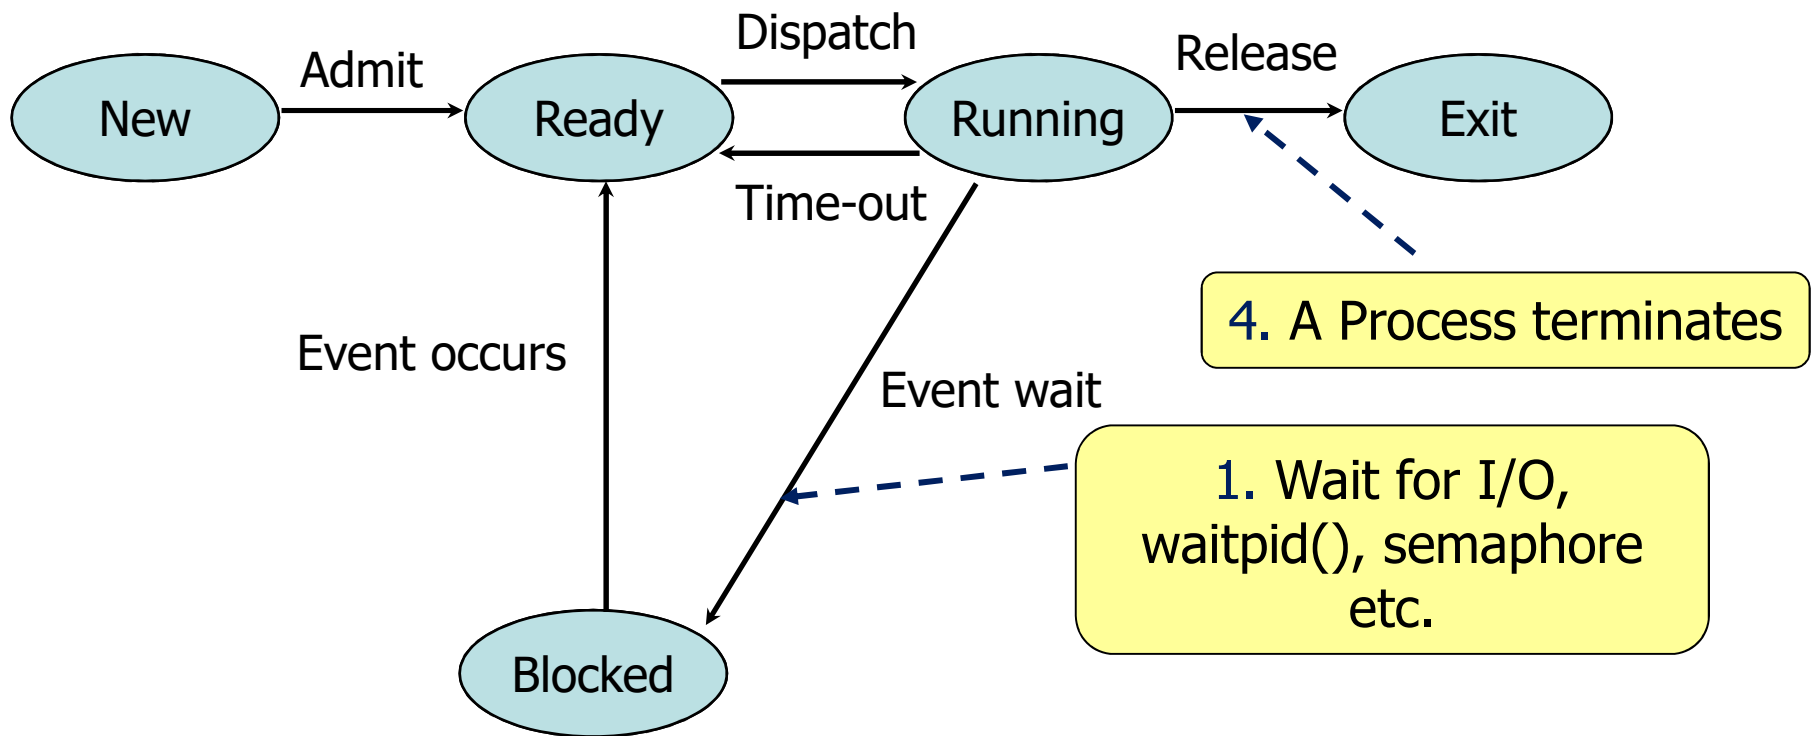 Dispatch
Release
Admit
New
Ready
Running
Exit
Time-out
4. A Process terminates
Event occurs
Event wait
1. Wait for I/O,
waitpid(), semaphore
etc.
Blocked